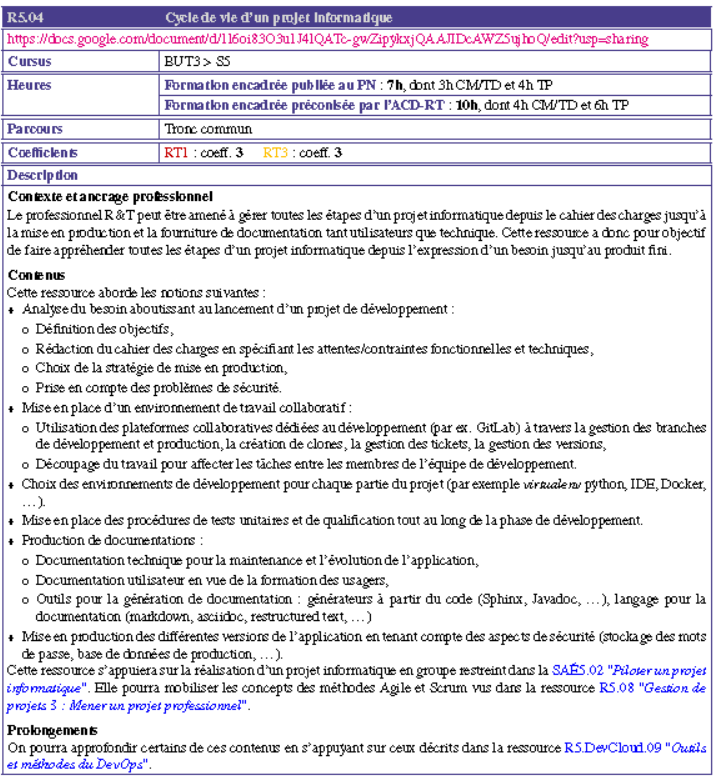 R5.04 Cycle de vie d'un projet informatique
Cursus BUT3 > S5
Heures Formation encadrée publiée au PN : 7h, dont 3h CM/TD et 4h TP
Formation encadrée préconisée par l'ACD-RT : 10h, dont 4h CM/TD et 6h TP
Parcours Tronc commun
Coefficients RT1 : coeff. 3 RT3 : coeff. 3
Description
Contexte et ancrage professionnel
Le professionnel R&T peut être amené à gérer toutes les étapes d'un projet informatique depuis le cahier des charges jusqu'à
la mise en production et la fourniture de documentation tant utilisateurs que technique. Cette ressource a donc pour objectif
de faire appréhender toutes les étapes d'un projet informatique depuis l'expression d'un besoin jusqu'au produit fini.
Contenus
Cette ressource aborde les notions suivantes :
• Analyse du besoin aboutissant au lancement d'un projet de développement :
o Définition des objectifs,
o Rédaction du cahier des charges en spécifiant les attentes/contraintes fonctionnelles et techniques,
o Choix de la stratégie de mise en production,
o Prise en compte des problèmes de sécurité.
• Mise en place d'un environnement de travail collaboratif :
o Utilisation des plateformes collaboratives dédiées au développement (par ex. GitLab) à travers la gestion des branches
de développement et production, la création de clones, la gestion des tickets, la gestion des versions,
o Découpage du travail pour affecter les tâches entre les membres de l'équipe de développement.
• Choix des environnements de développement pour chaque partie du projet (par exemple virtualenv python, IDE, Docker,
...).
• Mise en place des procédures de tests unitaires et de qualification tout au long de la phase de développement.
• Production de documentations :
o Documentation technique pour la maintenance et l'évolution de l'application,
o Documentation utilisateur en vue de la formation des usagers,
o Outils pour la génération de documentation : générateurs à partir du code (Sphinx, Javadoc, ...), langage pour la
documentation (markdown, asciidoc, restructured text, ...)
• Mise en production des différentes versions de l'application en tenant compte des aspects de sécurité (stockage des mots
de passe, base de données de production, ...).
Cette ressource s'appuiera sur la réalisation d'un projet informatique en groupe restreint dans la SAÉ5.02 "Piloter un projet
informatique". Elle pourra mobiliser les concepts des méthodes Agile et Scrum vus dans la ressource R5.08 "Gestion de
projets 3 : Mener un projet professionnel".
Prolongements
On pourra approfondir certains de ces contenus en s'appuyant sur ceux décrits dans la ressource R5.DevCloud.09 "Outils
et méthodes du DevOps".